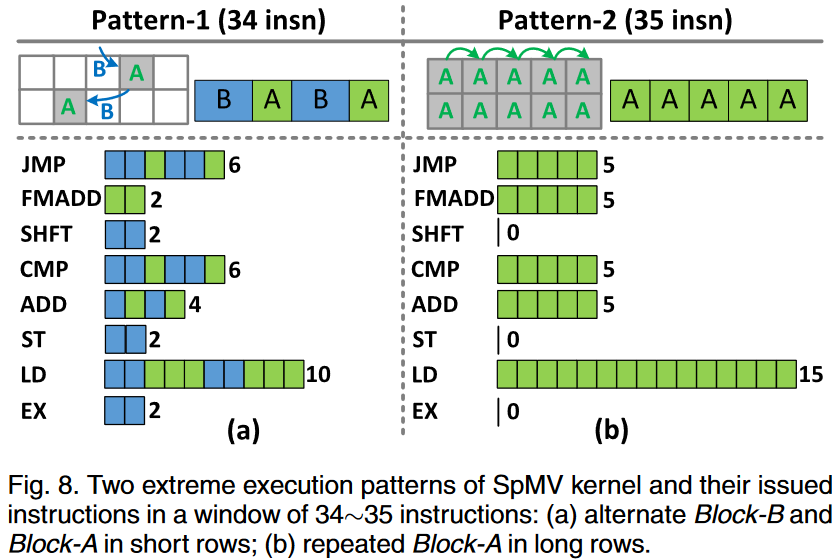 Pattern-1 (34 insn)
Pattern-2 (35 insn)
B A
A B
B A B A
A A A A A
A A A A A
A A A A A
JMP 6
FMADD 2
SHFT 2
CMP 6
ADD 4
ST 2
LD 10
EX 2
(a)
JMP 5
FMADD 5
SHFT 0
CMP 5
ADD 5
ST 0
LD 15
EX 0
(b)
Fig. 8. Two extreme execution patterns of SpMV kernel and their issued
instructions in a window of 34∼35 instructions: (a) alternate Block-B and
Block-A in short rows; (b) repeated Block-A in long rows.